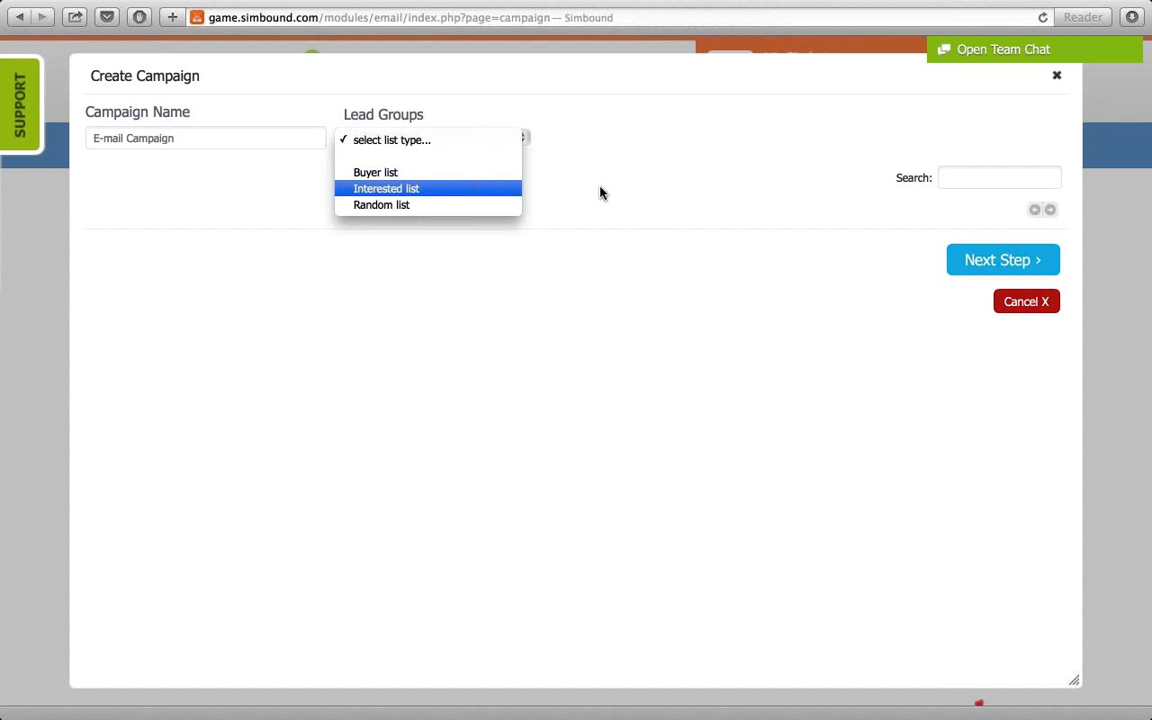 game.simbound.com/modules/email/index.php?page=campaign — Simbound
Reader
Open Team Chat
SUPPORT
Create Campaign
Campaign Name
Lead Groups
E-mail Campaign
✓ select list type...
Buyer list
Interested list
Random list
Search:
Next Step ›
Cancel X